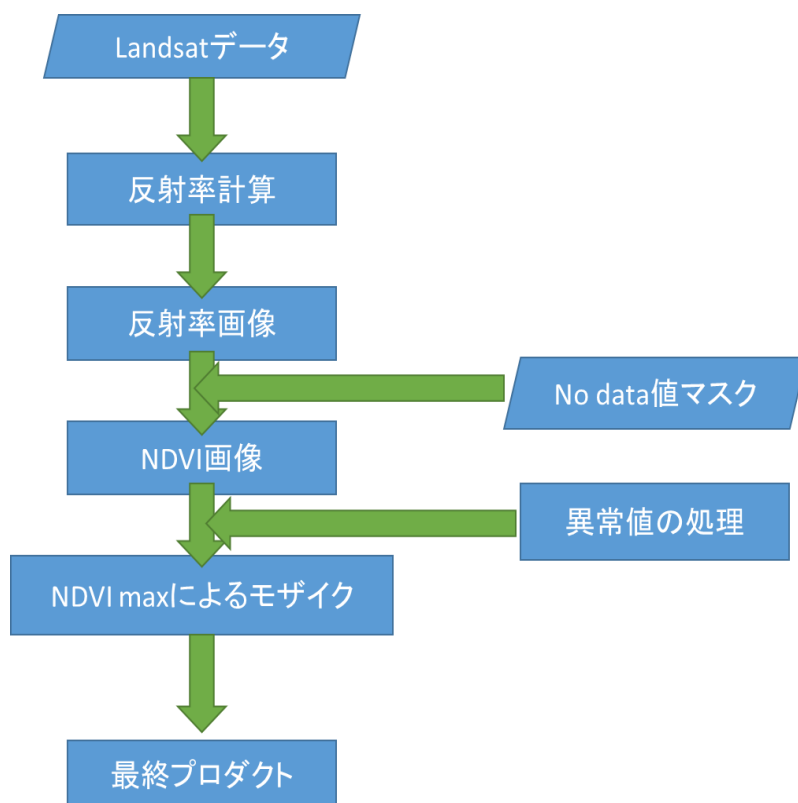 Landsatデータ
反射率計算
反射率画像
No data値マスク
NDVI画像
異常値の処理
NDVI maxによるモザイク
最終プロダクト